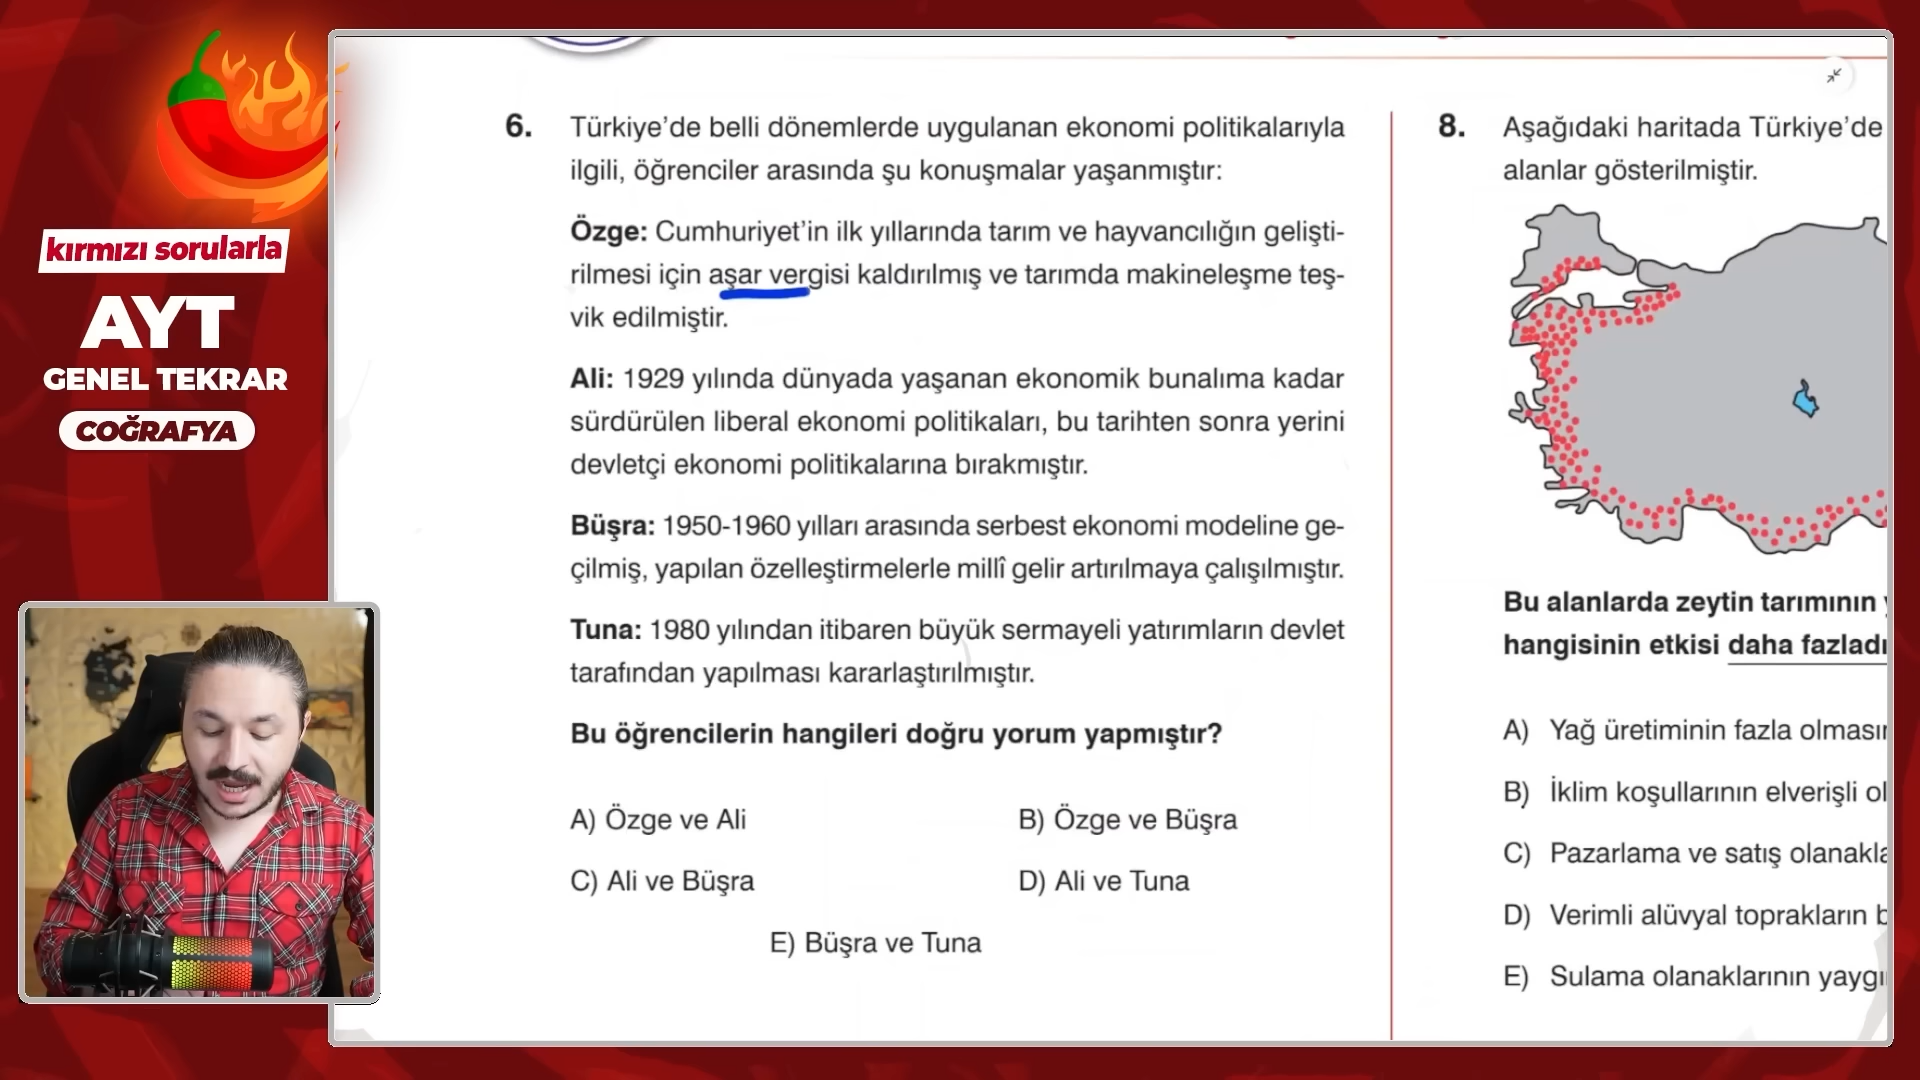 kırmızı sorularla
AYT
GENEL TEKRAR
COĞRAFYA
6. Türkiye'de belli dönemlerde uygulanan ekonomi politikalarıyla
ilgili, öğrenciler arasında şu konuşmalar yaşanmıştır:
Özge: Cumhuriyet'in ilk yıllarında tarım ve hayvancılığın gelişti-
rilmesi için aşar vergisi kaldırılmış ve tarımda makineleşme teş-
vik edilmiştir.
Ali: 1929 yılında dünyada yaşanan ekonomik bunalıma kadar
sürdürülen liberal ekonomi politikaları, bu tarihten sonra yerini
devletçi ekonomi politikalarına bırakmıştır.
Büşra: 1950-1960 yılları arasında serbest ekonomi modeline ge-
çilmiş, yapılan özelleştirmelerle millî gelir artırılmaya çalışılmıştır.
Tuna: 1980 yılından itibaren büyük sermayeli yatırımların devlet
tarafından yapılması kararlaştırılmıştır.
Bu öğrencilerin hangileri doğru yorum yapmıştır?
A) Özge ve Ali
B) Özge ve Büşra
C) Ali ve Büşra
D) Ali ve Tuna
E) Büşra ve Tuna
8. Aşağıdaki haritada Türkiye'de
alanlar gösterilmiştir.
Bu alanlarda zeytin tarımının
hangisinin etkisi daha fazladı
A) Yağ üretiminin fazla olması
B) İklim koşullarının elverişli ol
C) Pazarlama ve satış olanakla
D) Verimli alüvyal toprakların b
E) Sulama olanaklarının yaygı